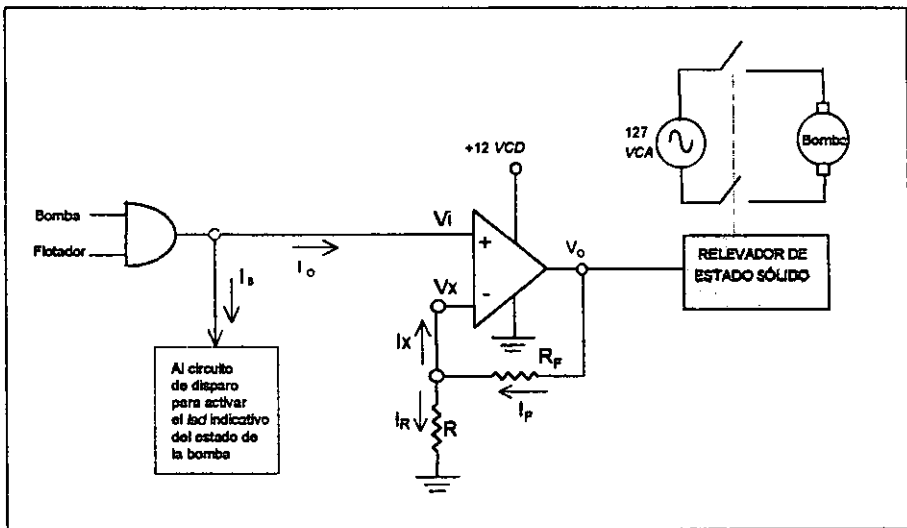 127
VCA
Bomba
+12 VCD
Bomba
Flotador
Vi
+
Vo
Io
IB
Vx
-
RELEVADOR DE
ESTADO SÓLIDO
Ix
RF
IF
IR
R
Al circuito
de disparo
para activar
el led indicativo
del estado de
la bomba